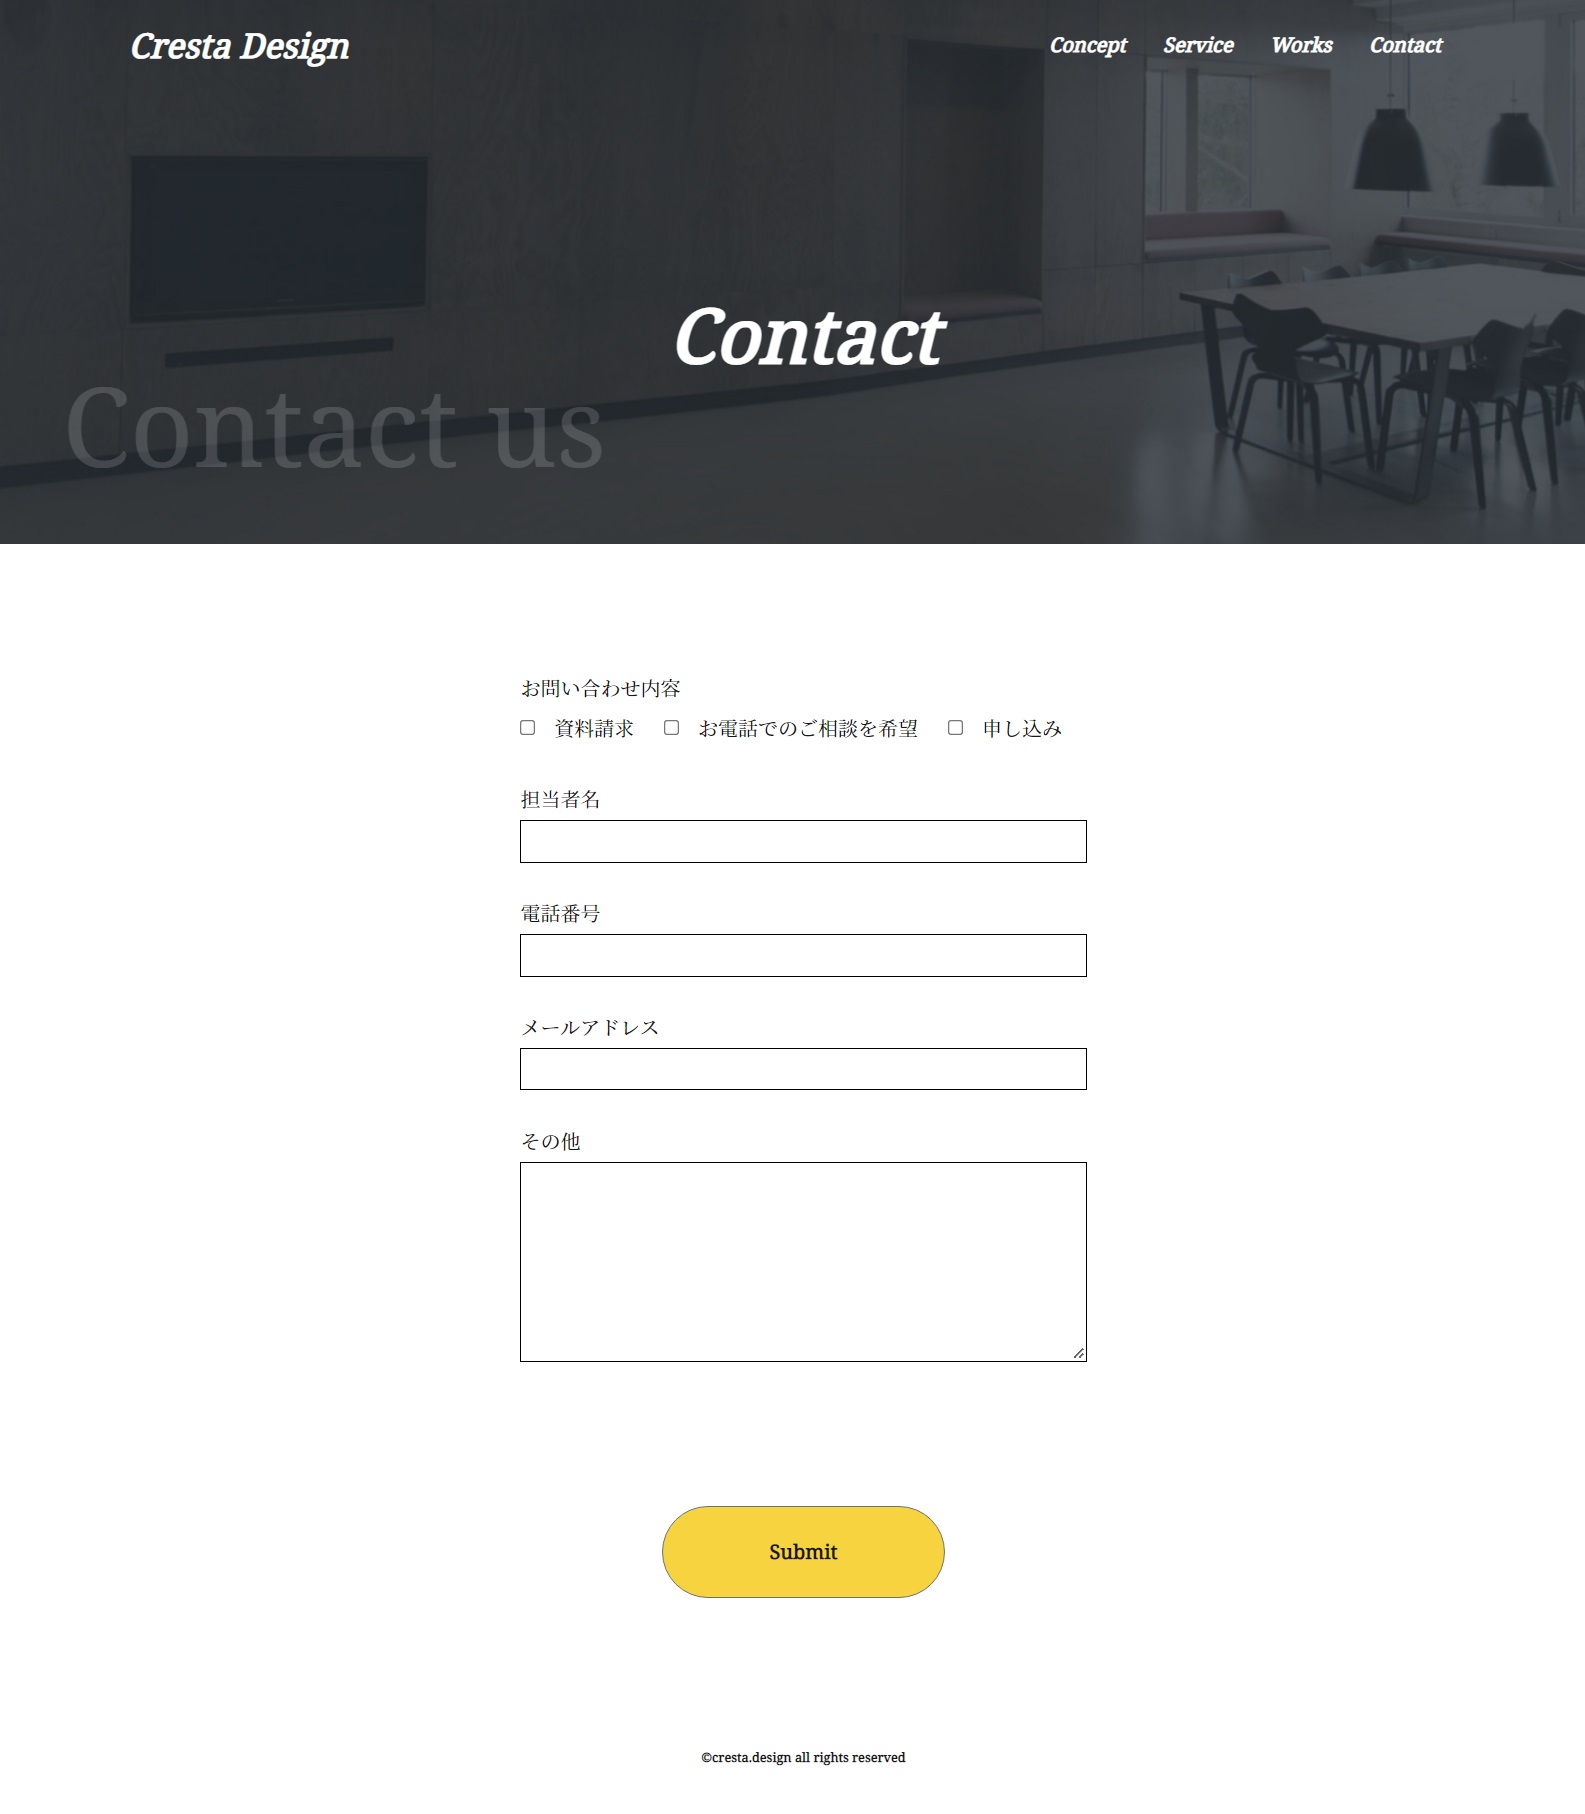 Cresta Design
Concept Service Works Contact
Contact
Contact us
お問い合わせ内容
資料請求 お電話でのご相談を希望 申し込み
担当者名
電話番号
メールアドレス
その他
Submit
©cresta.design all rights reserved